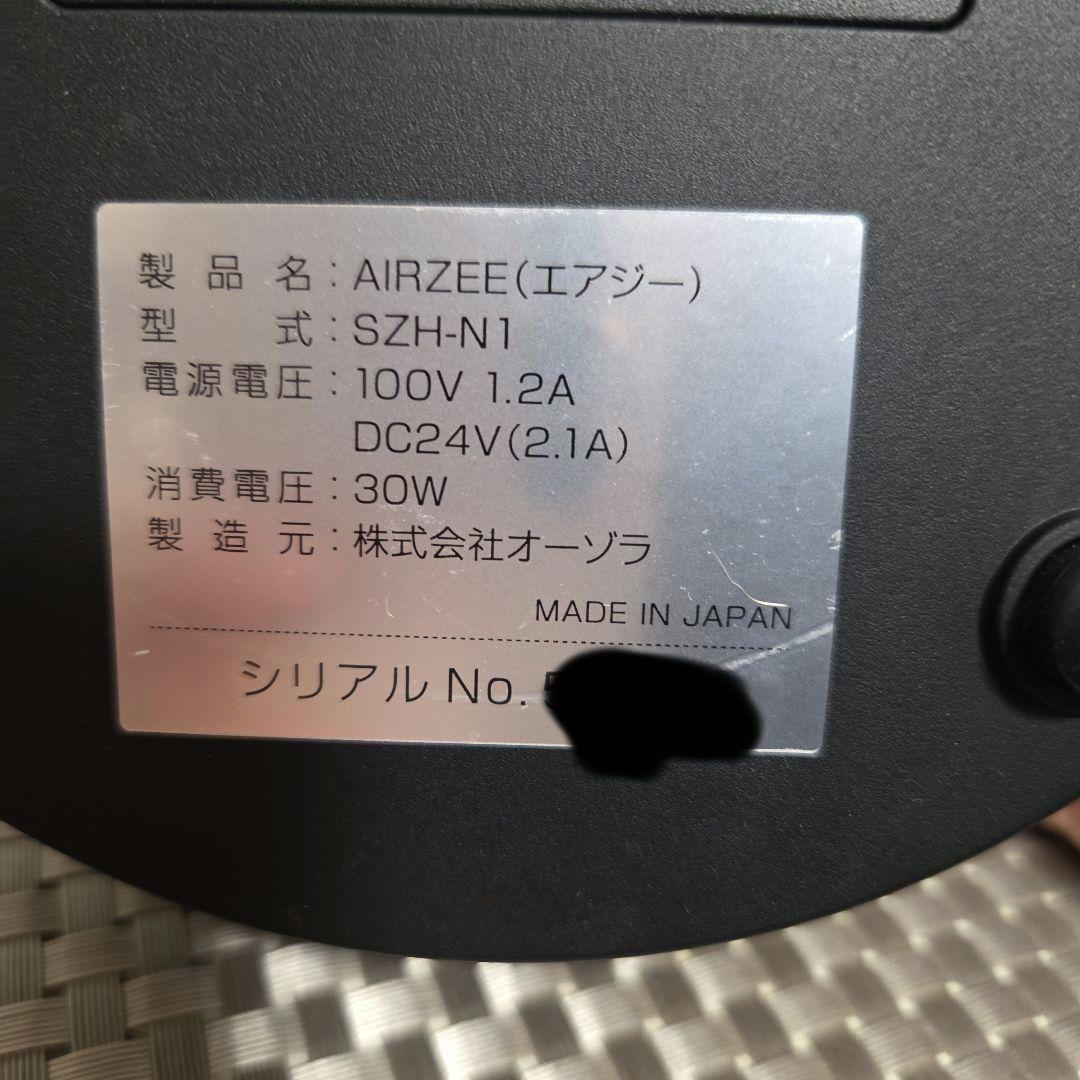 製品名：AIRZEE(エアジー)
型式：SZH-N1
電源電圧：100V 1.2A
DC24V(2.1A)
消費電圧：30W
製造元：株式会社オーゾラ
MADE IN JAPAN
シリアル No.